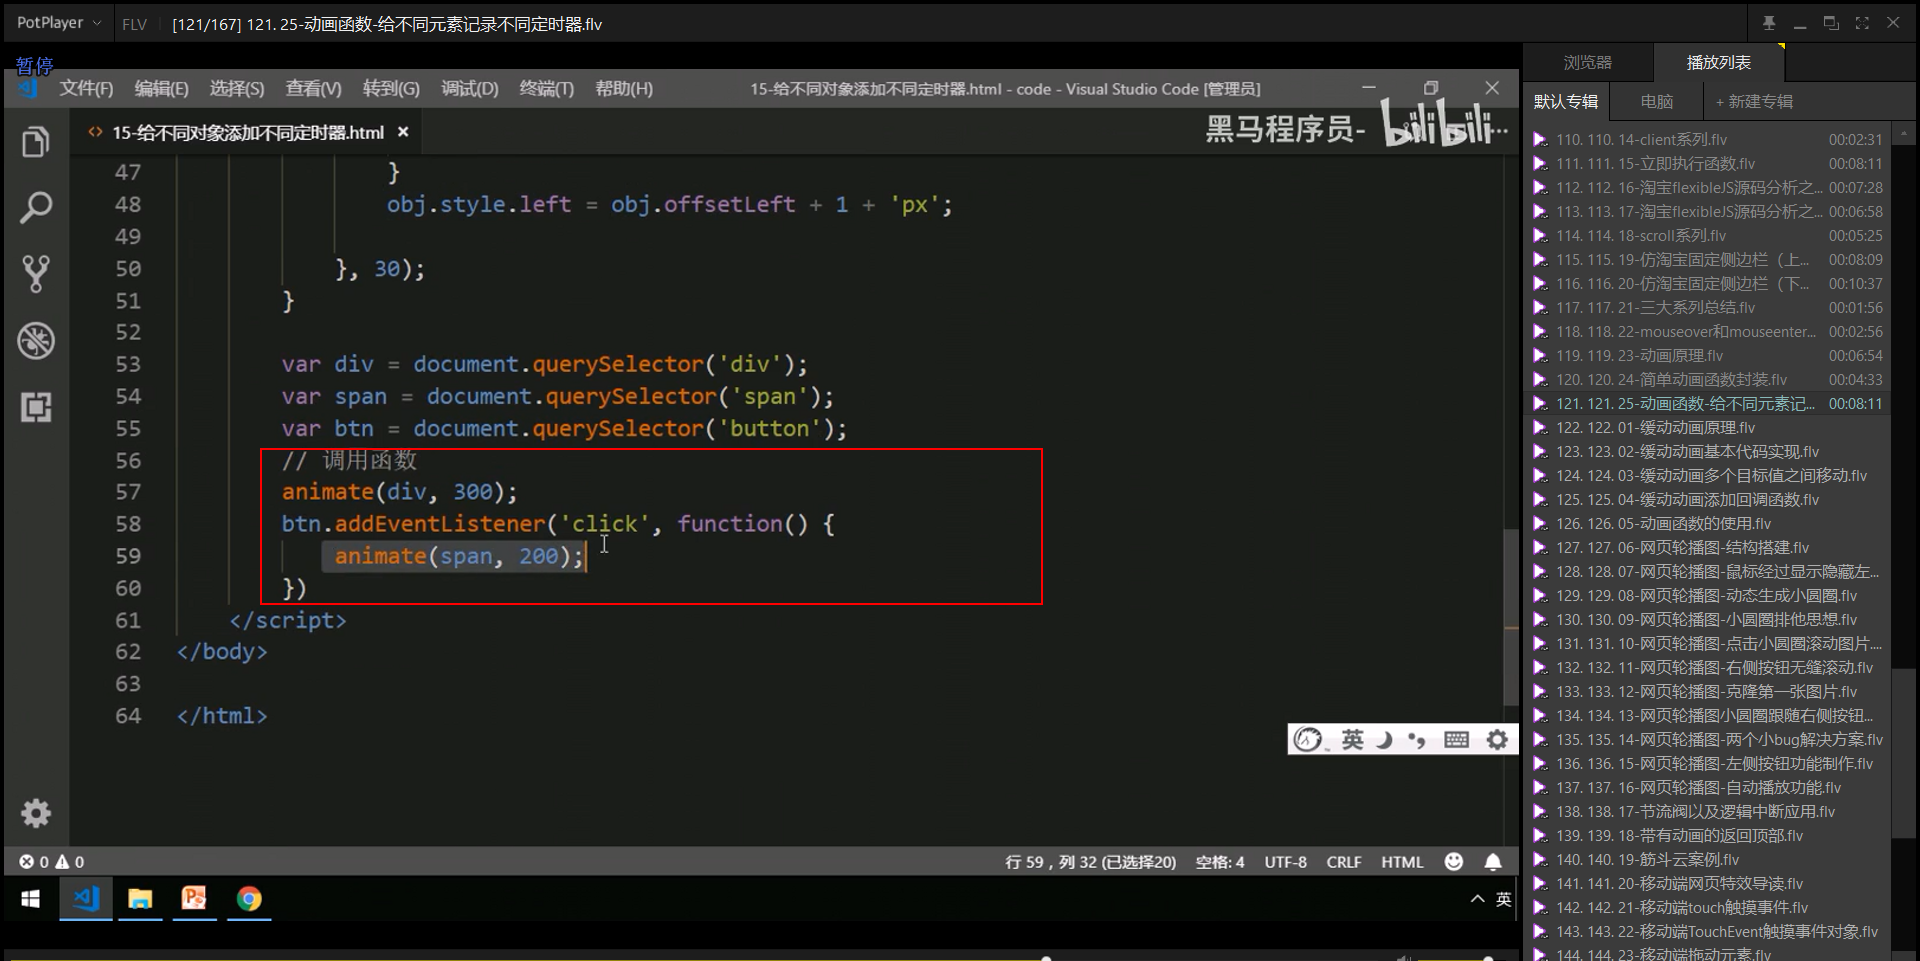 PotPlayer FLV [121/167] 121. 25-动画函数-给不同元素记录不同定时器.flv
暂停
文件(F) 编辑(E) 选择(S) 查看(V) 转到(G) 调试(D) 终端(T) 帮助(H) 15-给不同对象添加不同定时器.html - code - Visual Studio Code [管理员]
<> 15-给不同对象添加不同定时器.html ×
黑马程序员- bilibili
47 }
48 obj.style.left = obj.offsetLeft + 1 + 'px';
49
50 }, 30);
51 }
52
53 var div = document.querySelector('div');
54 var span = document.querySelector('span');
55 var btn = document.querySelector('button');
56 // 调用函数
57 animate(div, 300);
58 btn.addEventListener('click', function() {
59 animate(span, 200);
60 })
61 </script>
62 </body>
63
64 </html>
英
0 0 行 59，列 32 (已选择20) 空格: 4 UTF-8 CRLF HTML
英
浏览器 播放列表
默认专辑 电脑 + 新建专辑
110. 110. 14-client系列.flv 00:02:31
111. 111. 15-立即执行函数.flv 00:08:11
112. 112. 16-淘宝flexibleJS源码分析之... 00:07:28
113. 113. 17-淘宝flexibleJS源码分析之... 00:06:58
114. 114. 18-scroll系列.flv 00:05:25
115. 115. 19-仿淘宝固定侧边栏（上... 00:08:09
116. 116. 20-仿淘宝固定侧边栏（下... 00:10:37
117. 117. 21-三大系列总结.flv 00:01:56
118. 118. 22-mouseover和mouseenter... 00:02:56
119. 119. 23-动画原理.flv 00:06:54
120. 120. 24-简单动画函数封装.flv 00:04:33
121. 121. 25-动画函数-给不同元素记... 00:08:11
122. 122. 01-缓动动画原理.flv
123. 123. 02-缓动动画基本代码实现.flv
124. 124. 03-缓动动画多个目标值之间移动.flv
125. 125. 04-缓动动画添加回调函数.flv
126. 126. 05-动画函数的使用.flv
127. 127. 06-网页轮播图-结构搭建.flv
128. 128. 07-网页轮播图-鼠标经过显示隐藏左...
129. 129. 08-网页轮播图-动态生成小圆圈.flv
130. 130. 09-网页轮播图-小圆圈排他思想.flv
131. 131. 10-网页轮播图-点击小圆圈滚动图片....
132. 132. 11-网页轮播图-右侧按钮无缝滚动.flv
133. 133. 12-网页轮播图-克隆第一张图片.flv
134. 134. 13-网页轮播图小圆圈跟随右侧按钮...
135. 135. 14-网页轮播图-两个小bug解决方案.flv
136. 136. 15-网页轮播图-左侧按钮功能制作.flv
137. 137. 16-网页轮播图-自动播放功能.flv
138. 138. 17-节流阀以及逻辑中断应用.flv
139. 139. 18-带有动画的返回顶部.flv
140. 140. 19-筋斗云案例.flv
141. 141. 20-移动端网页特效导读.flv
142. 142. 21-移动端touch触摸事件.flv
143. 143. 22-移动端TouchEvent触摸事件对象.flv
144. 144. 23-移动端拖动元素.flv